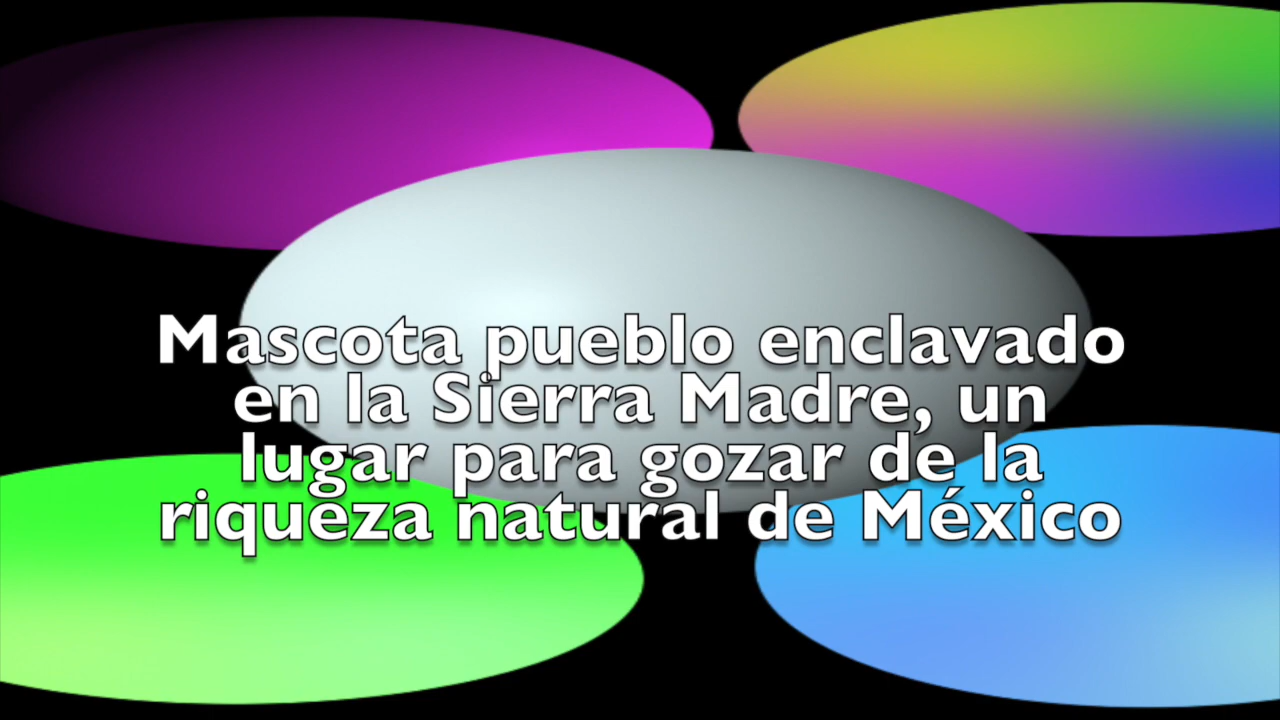 Mascota pueblo enclavado
en la Sierra Madre, un
lugar para gozar de la
riqueza natural de México